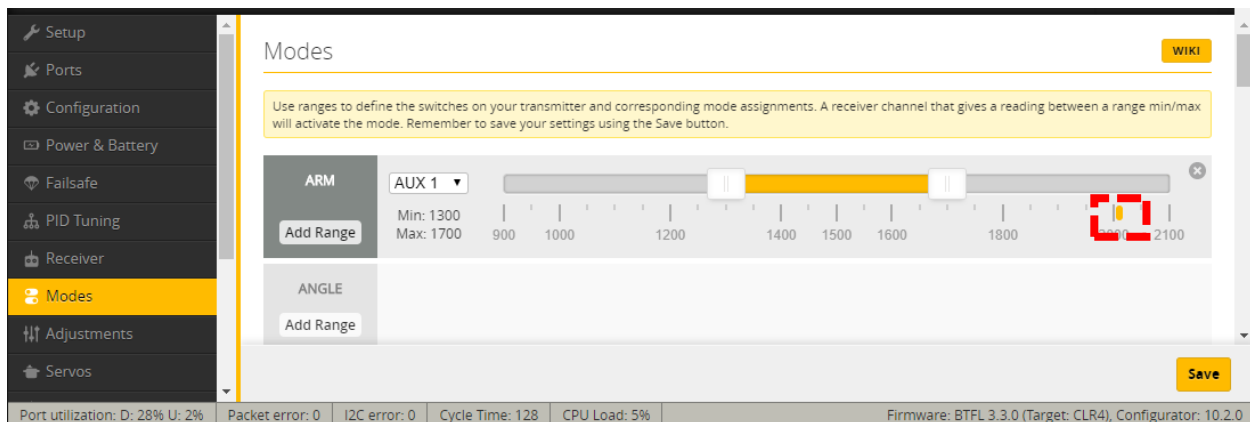 Setup
Ports
Configuration
Power & Battery
Failsafe
PID Tuning
Receiver
Modes
Adjustments
Servos
Modes
WIKI
Use ranges to define the switches on your transmitter and corresponding mode assignments. A receiver channel that gives a reading between a range min/max
will activate the mode. Remember to save your settings using the Save button.
ARM
Add Range
AUX 1
Min: 1300
Max: 1700
900 1000 1200 1400 1500 1600 1800 2000 2100
ANGLE
Add Range
Save
Port utilization: D: 28% U: 2% Packet error: 0 I2C error: 0 Cycle Time: 128 CPU Load: 5% Firmware: BTFL 3.3.0 (Target: CLR4), Configurator: 10.2.0